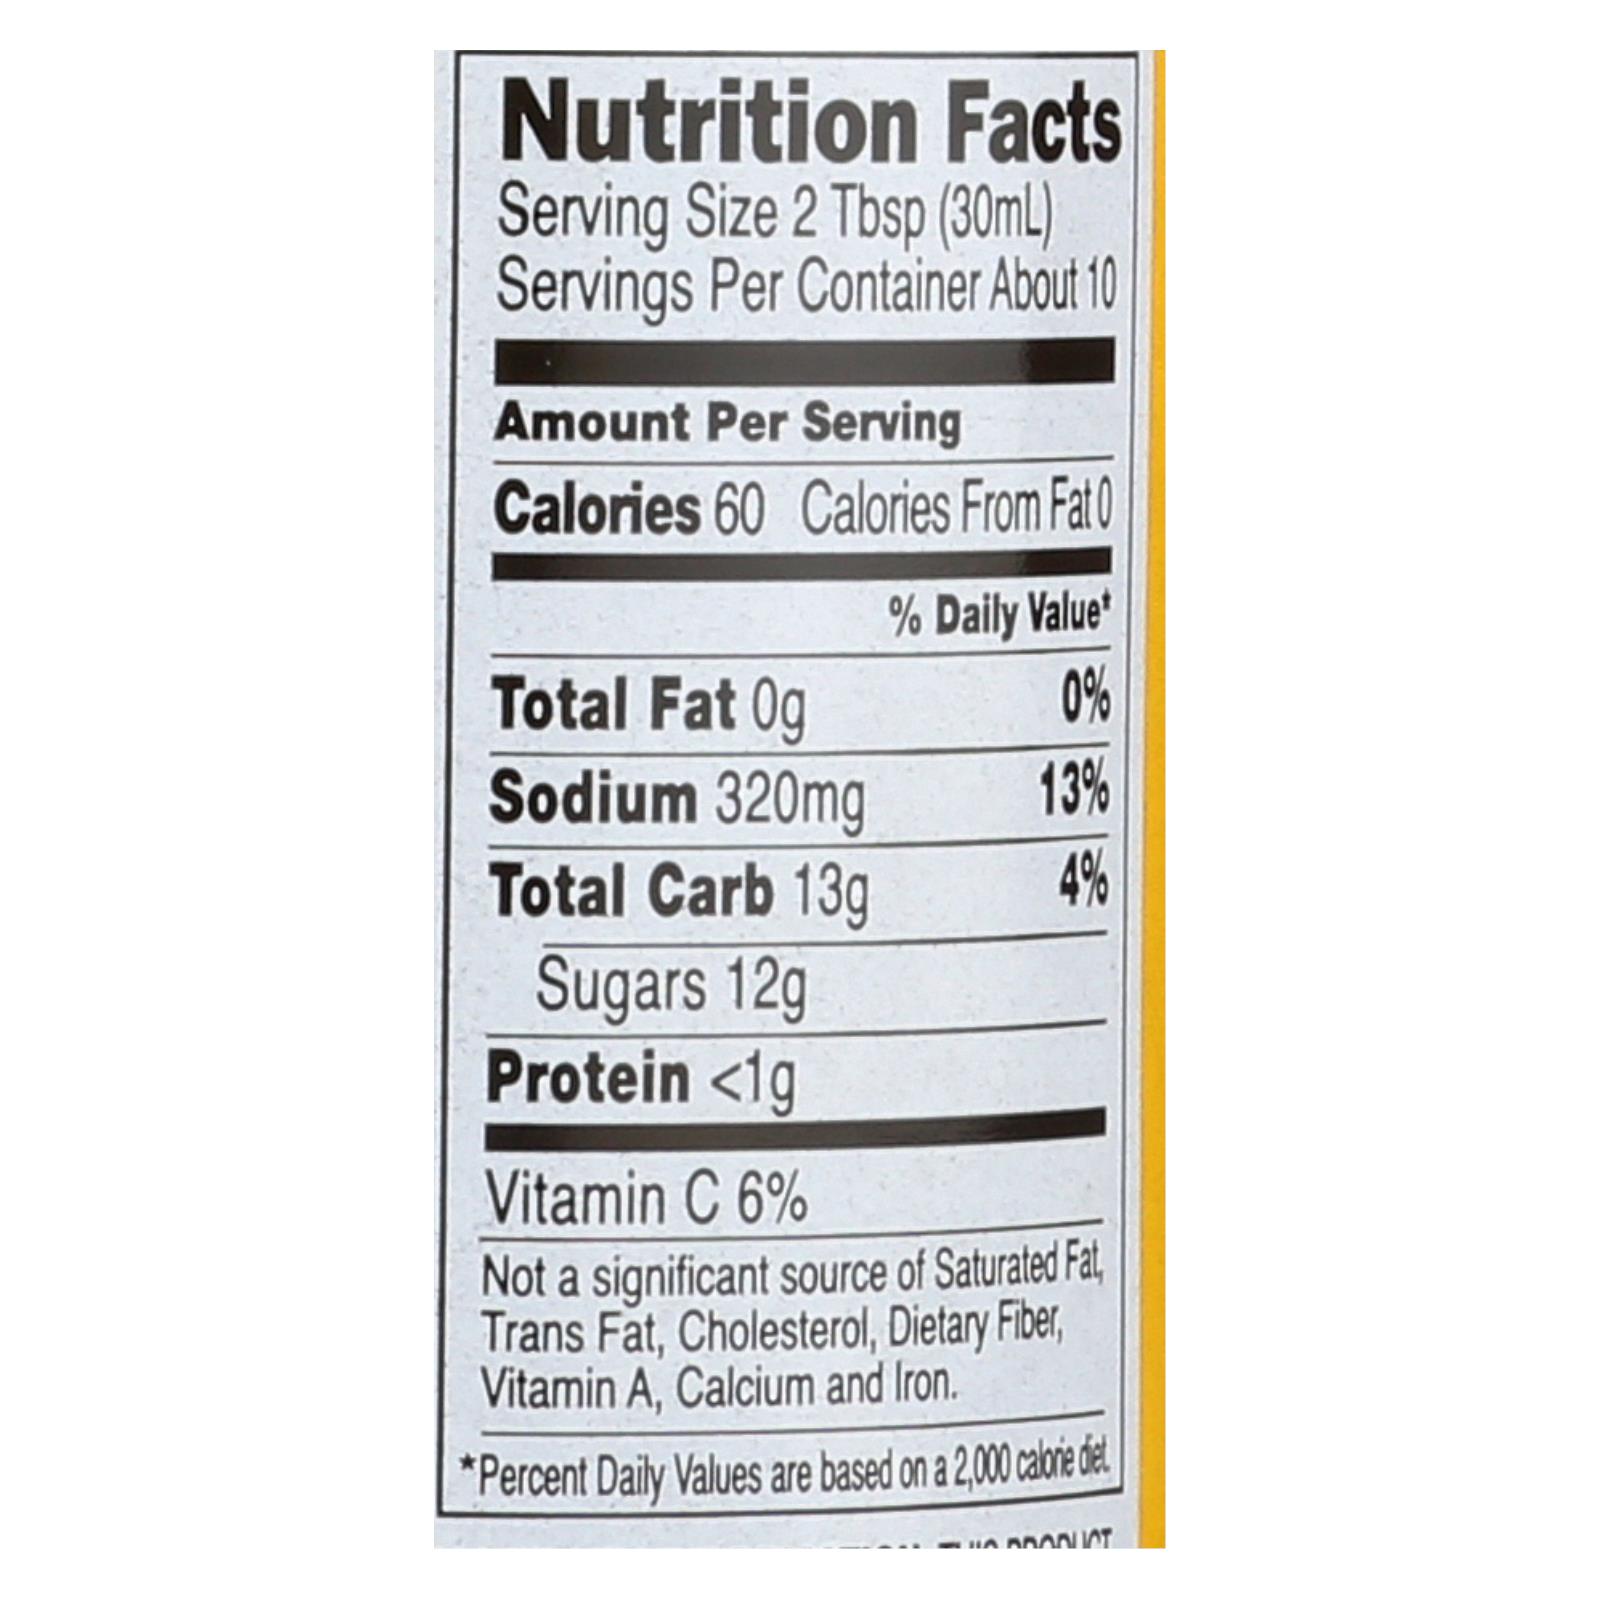 Nutrition Facts
Serving Size 2 Tbsp (30mL)
Servings Per Container About 10
Amount Per Serving
Calories 60 Calories From Fat 0
% Daily Value*
Total Fat 0g 0%
Sodium 320mg 13%
Total Carb 13g 4%
Sugars 12g
Protein <1g
Vitamin C 6%
Not a significant source of Saturated Fat,
Trans Fat, Cholesterol, Dietary Fiber,
Vitamin A, Calcium and Iron.
*Percent Daily Values are based on a 2,000 calorie diet.
THIS PRODUCT